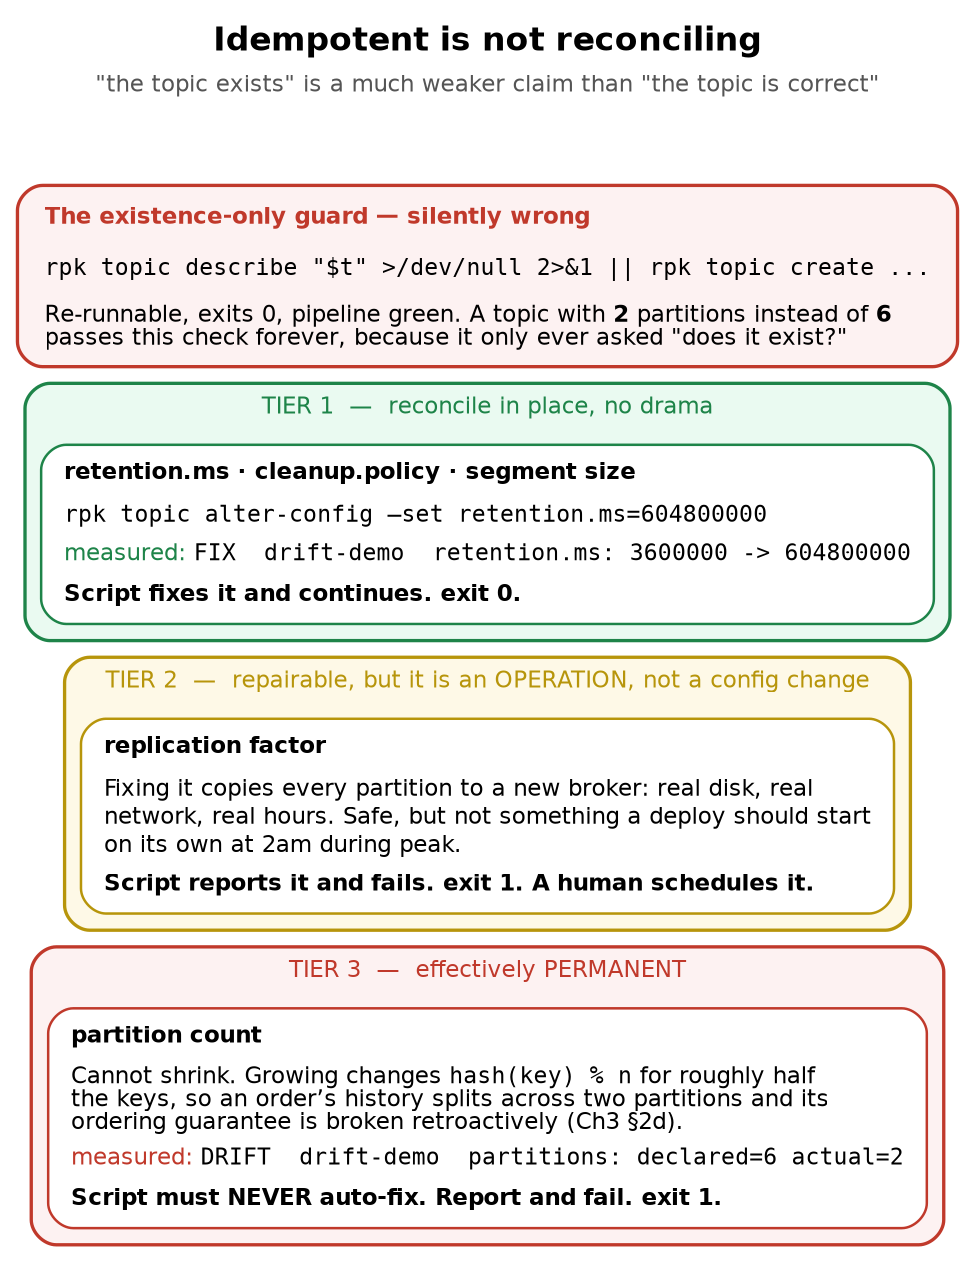 Idempotent is not reconciling
"the topic exists" is a much weaker claim than "the topic is correct"
The existence-only guard — silently wrong
rpk topic describe "$t" >/dev/null 2>&1 || rpk topic create ...
Re-runnable, exits 0, pipeline green. A topic with 2 partitions instead of 6
passes this check forever, because it only ever asked "does it exist?"
TIER 1 — reconcile in place, no drama
retention.ms · cleanup.policy · segment size
rpk topic alter-config —set retention.ms=604800000
measured: FIX  drift-demo  retention.ms: 3600000 -> 604800000
Script fixes it and continues. exit 0.
TIER 2 — repairable, but it is an OPERATION, not a config change
replication factor
Fixing it copies every partition to a new broker: real disk, real
network, real hours. Safe, but not something a deploy should start
on its own at 2am during peak.
Script reports it and fails. exit 1. A human schedules it.
TIER 3 — effectively PERMANENT
partition count
Cannot shrink. Growing changes hash(key) % n for roughly half
the keys, so an order’s history splits across two partitions and its
ordering guarantee is broken retroactively (Ch3 §2d).
measured: DRIFT  drift-demo  partitions: declared=6 actual=2
Script must NEVER auto-fix. Report and fail. exit 1.